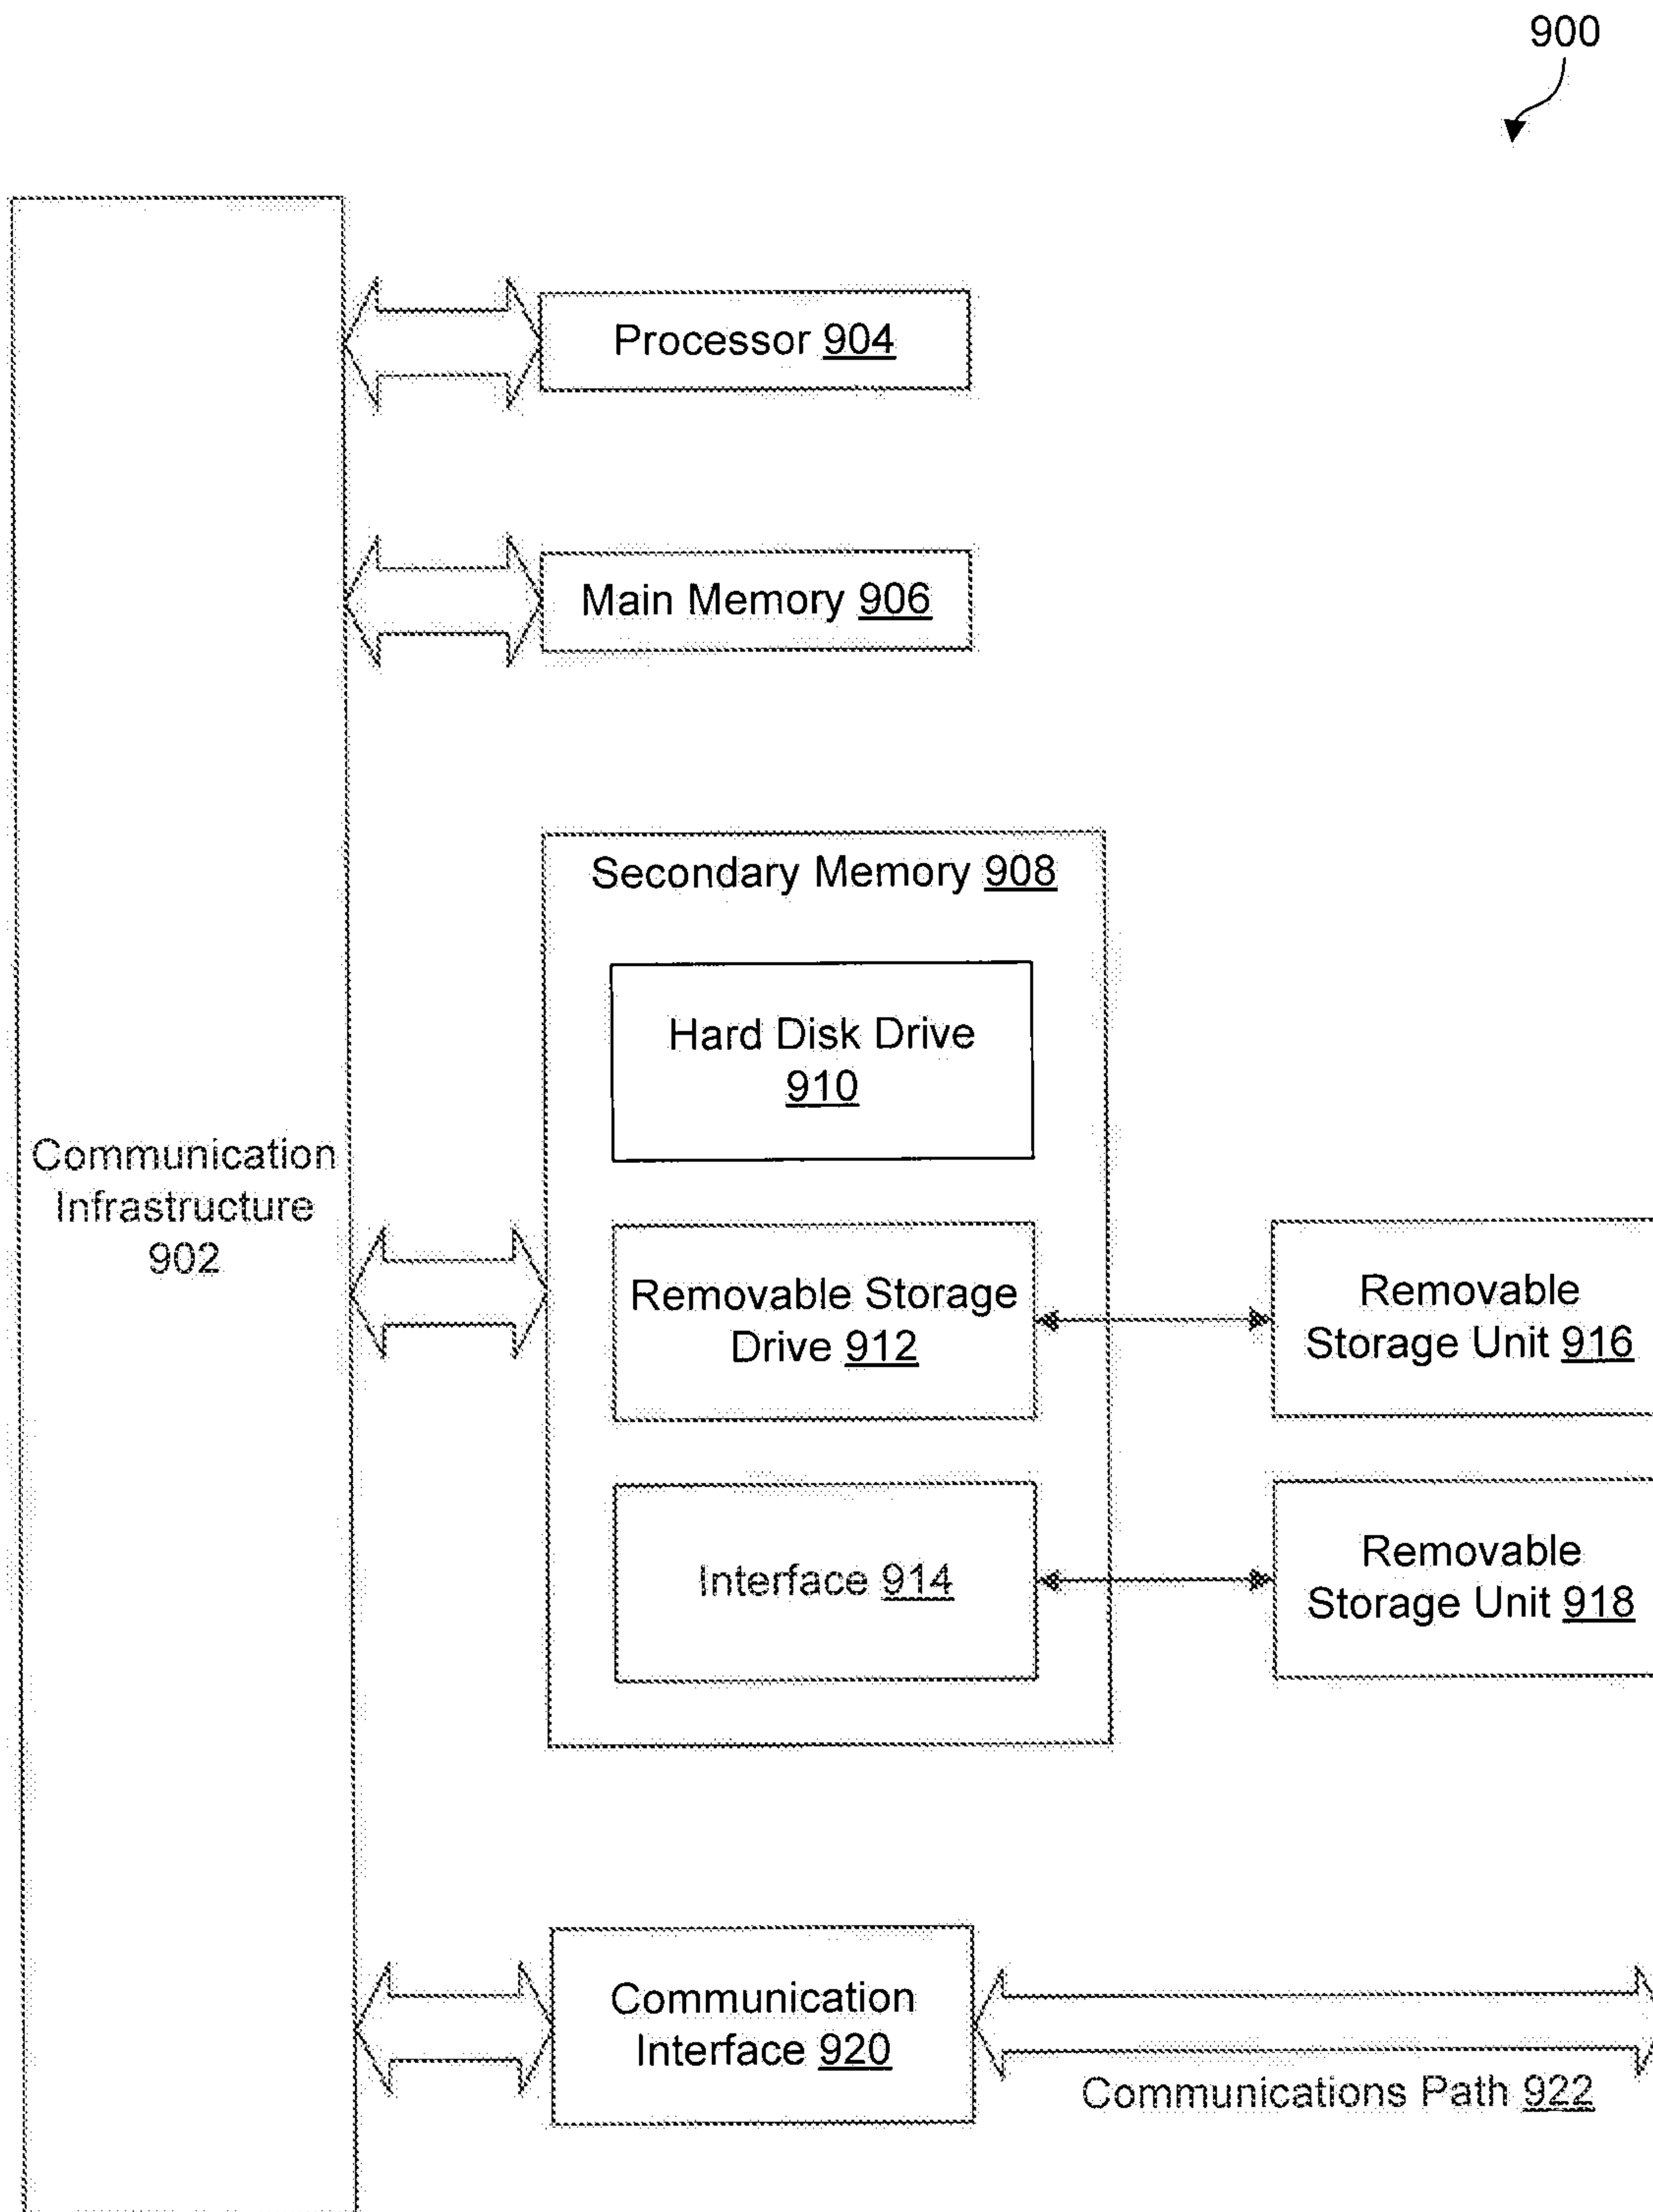 900
Processor 904
Main Memory 906
Secondary Memory 908
Hard Disk Drive
910
Communication
Infrastructure
902
Removable Storage
Drive 912
Removable
Storage Unit 916
Interface 914
Removable
Storage Unit 918
Communication
Interface 920
Communications Path 922